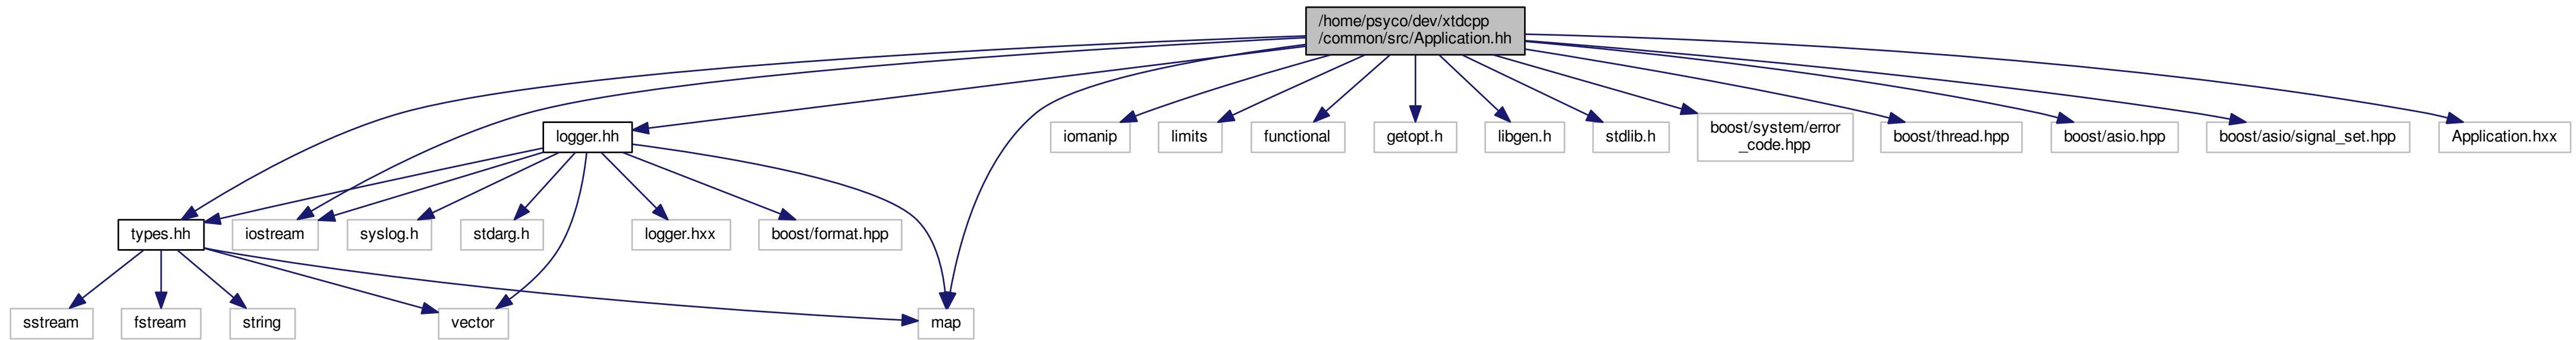 /home/psyco/dev/xtdcpp
/common/src/Application.hh
logger.hh
iomanip
limits
functional
getopt.h
libgen.h
stdlib.h
boost/system/error
_code.hpp
boost/thread.hpp
boost/asio.hpp
boost/asio/signal_set.hpp
Application.hxx
types.hh
iostream
syslog.h
stdarg.h
logger.hxx
boost/format.hpp
sstream
fstream
string
vector
map